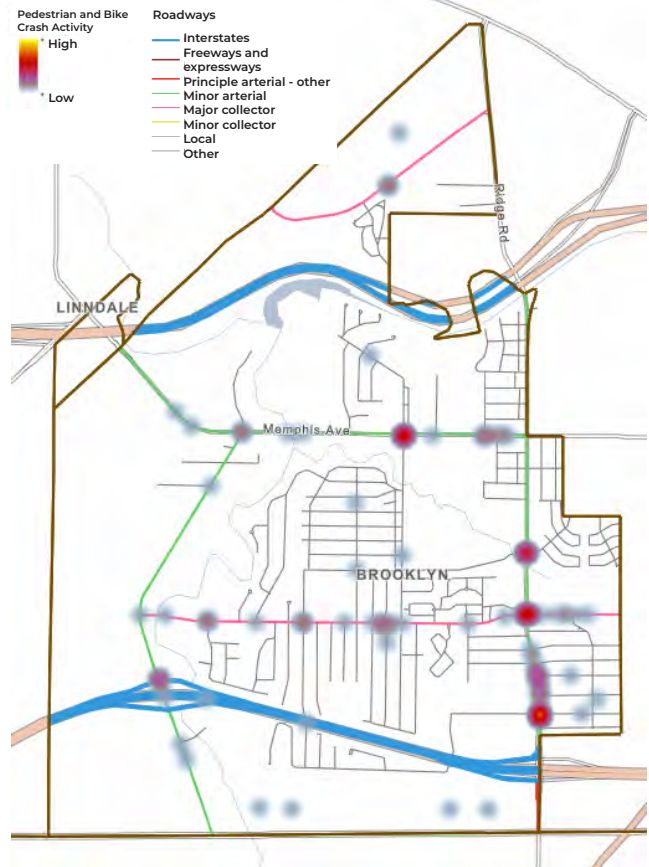 Pedestrian and Bike
Crash Activity
High
Low
Roadways
Interstates
Freeways and
expressways
Principle arterial - other
Minor arterial
Major collector
Minor collector
Local
Other
Ridge Rd
LINNDALE
Memphis Ave
BROOKLYN